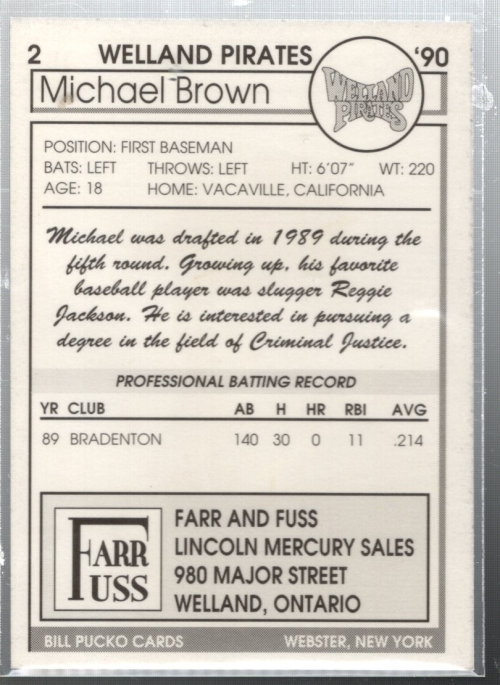 2 WELLAND PIRATES '90
Michael Brown
WELLAND
PIRATES
POSITION: FIRST BASEMAN
BATS: LEFT THROWS: LEFT HT: 6'07" WT: 220
AGE: 18 HOME: VACAVILLE, CALIFORNIA
Michael was drafted in 1989 during the
fifth round. Growing up, his favorite
baseball player was slugger Reggie
Jackson. He is interested in pursuing a
degree in the field of Criminal Justice.
PROFESSIONAL BATTING RECORD
YR CLUB AB H HR RBI AVG
89 BRADENTON 140 30 0 11 .214
FARR
FUSS
FARR AND FUSS
LINCOLN MERCURY SALES
980 MAJOR STREET
WELLAND, ONTARIO
BILL PUCKO CARDS WEBSTER, NEW YORK